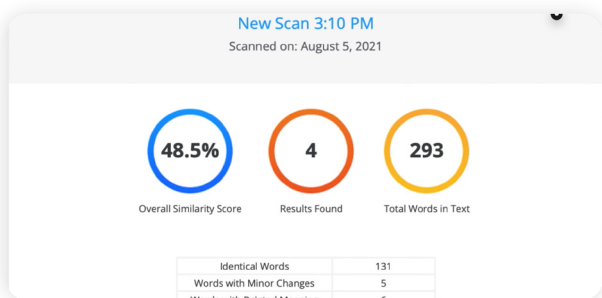 New Scan 3:10 PM
Scanned on: August 5, 2021
48.5% 4 293
Overall Similarity Score Results Found Total Words in Text
Identical Words 131
Words with Minor Changes 5